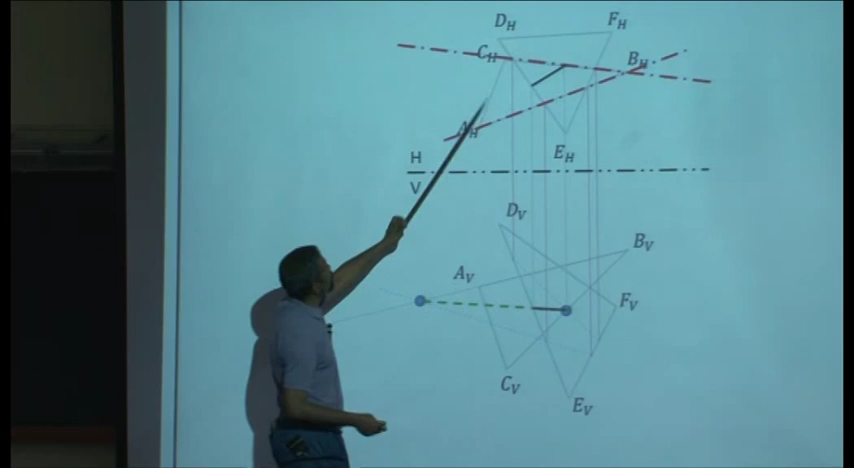 D_H F_H
C_H B_H
A_H
E_H
H
V
D_V
B_V
A_V
F_V
C_V
E_V